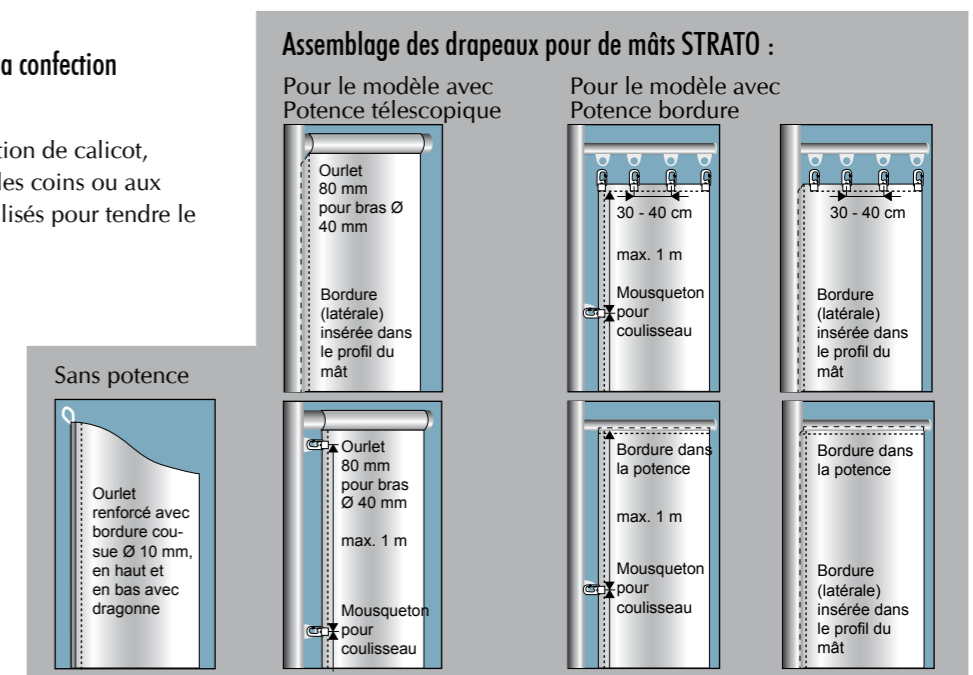 a confection
tion de calicot,
les coins ou aux
lisés pour tendre le
Assemblage des drapeaux pour de mâts STRATO :
Pour le modèle avec
Potence télescopique
Ourlet
80 mm
pour bras Ø
40 mm
Bordure
(latérale)
insérée dans
le profil du
mât
Pour le modèle avec
Potence bordure
30 - 40 cm
max. 1 m
Mousqueton
pour
coulisseau
30 - 40 cm
Bordure
(latérale)
insérée dans
le profil du
mât
Sans potence
Ourlet
renforcé avec
bordure cou-
sue Ø 10 mm,
en haut et
en bas avec
dragonne
Ourlet
80 mm
pour bras
Ø 40 mm
max. 1 m
Mousqueton
pour
coulisseau
Bordure dans
la potence
max. 1 m
Mousqueton
pour
coulisseau
Bordure dans
la potence
Bordure
(latérale)
insérée dans
le profil du
mât